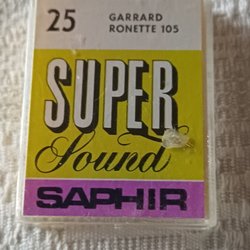 25
GARRARD
RONETTE 105
SUPER
Sound
SAPHIR